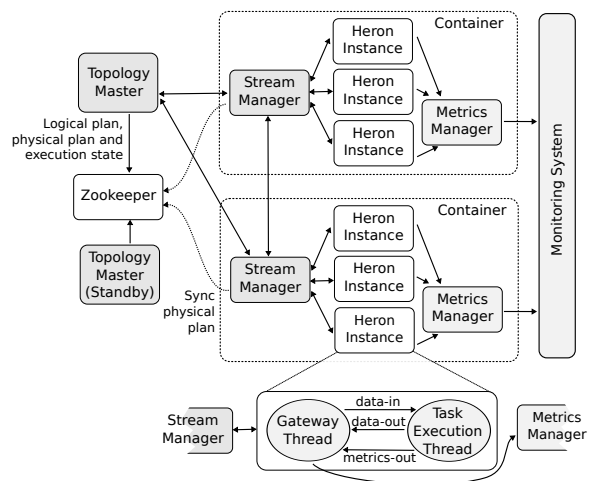 Container
Heron
Instance
Topology
Master
Stream
Manager
Heron
Instance
Metrics
Manager
Heron
Instance
Logical plan,
physical plan and
execution state
Zookeeper
Container
Heron
Instance
Topology
Master
(Standby)
Stream
Manager
Heron
Instance
Metrics
Manager
Heron
Instance
Sync
physical
plan
Monitoring System
Stream
Manager
Gateway
Thread
data-in
data-out
metrics-out
Task
Execution
Thread
Metrics
Manager